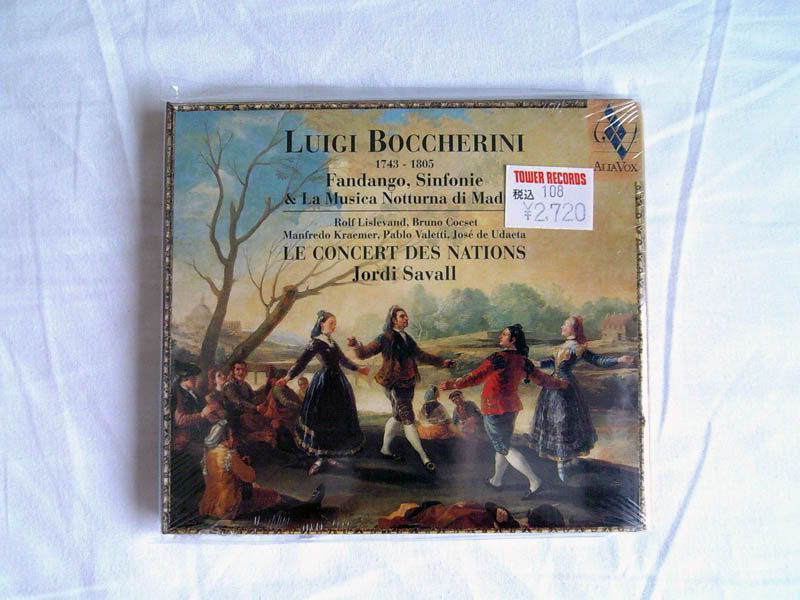 LUIGI BOCCHERINI
1743 - 1805
Fandango, Sinfonie
& La Musica Notturna di Mad
Rolf Lislevand, Bruno Cocset
Manfredo Kraemer, Pablo Valetti, José de Udaeta
LE CONCERT DES NATIONS
Jordi Savall
ALIAVOX
TOWER RECORDS
税込 108
¥2,720